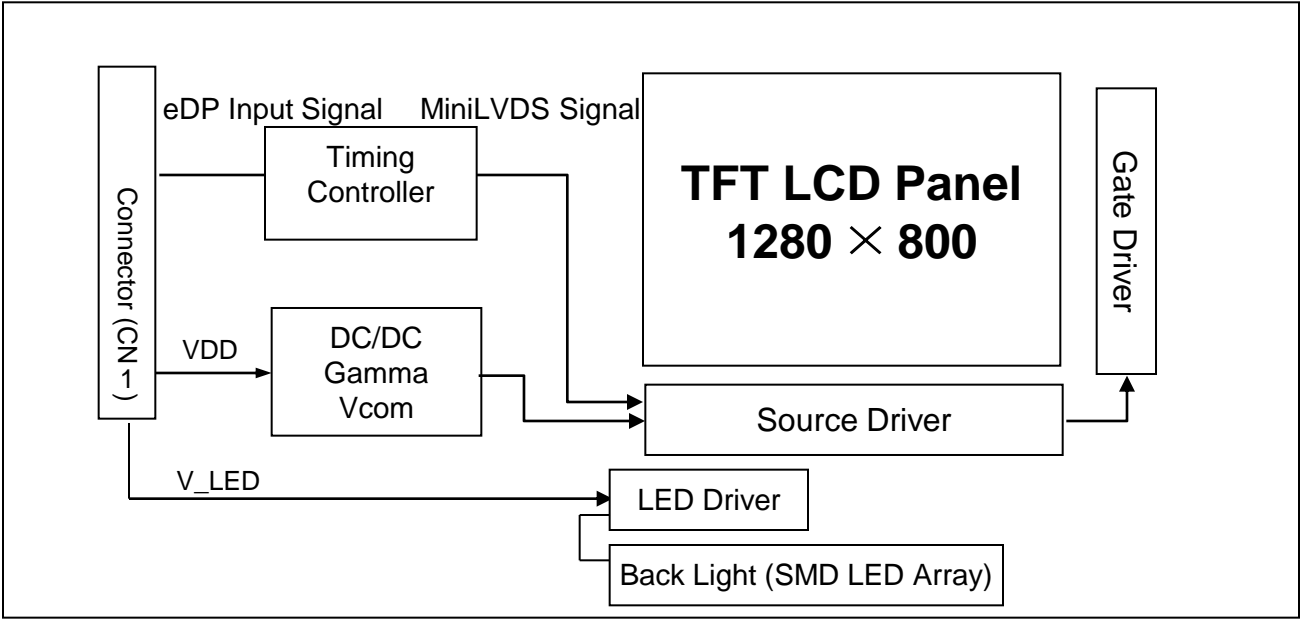 eDP Input Signal
MiniLVDS Signal
Connector (CN1)
Timing
Controller
TFT LCD Panel
1280 × 800
Gate Driver
VDD
DC/DC
Gamma
Vcom
Source Driver
V_LED
LED Driver
Back Light (SMD LED Array)